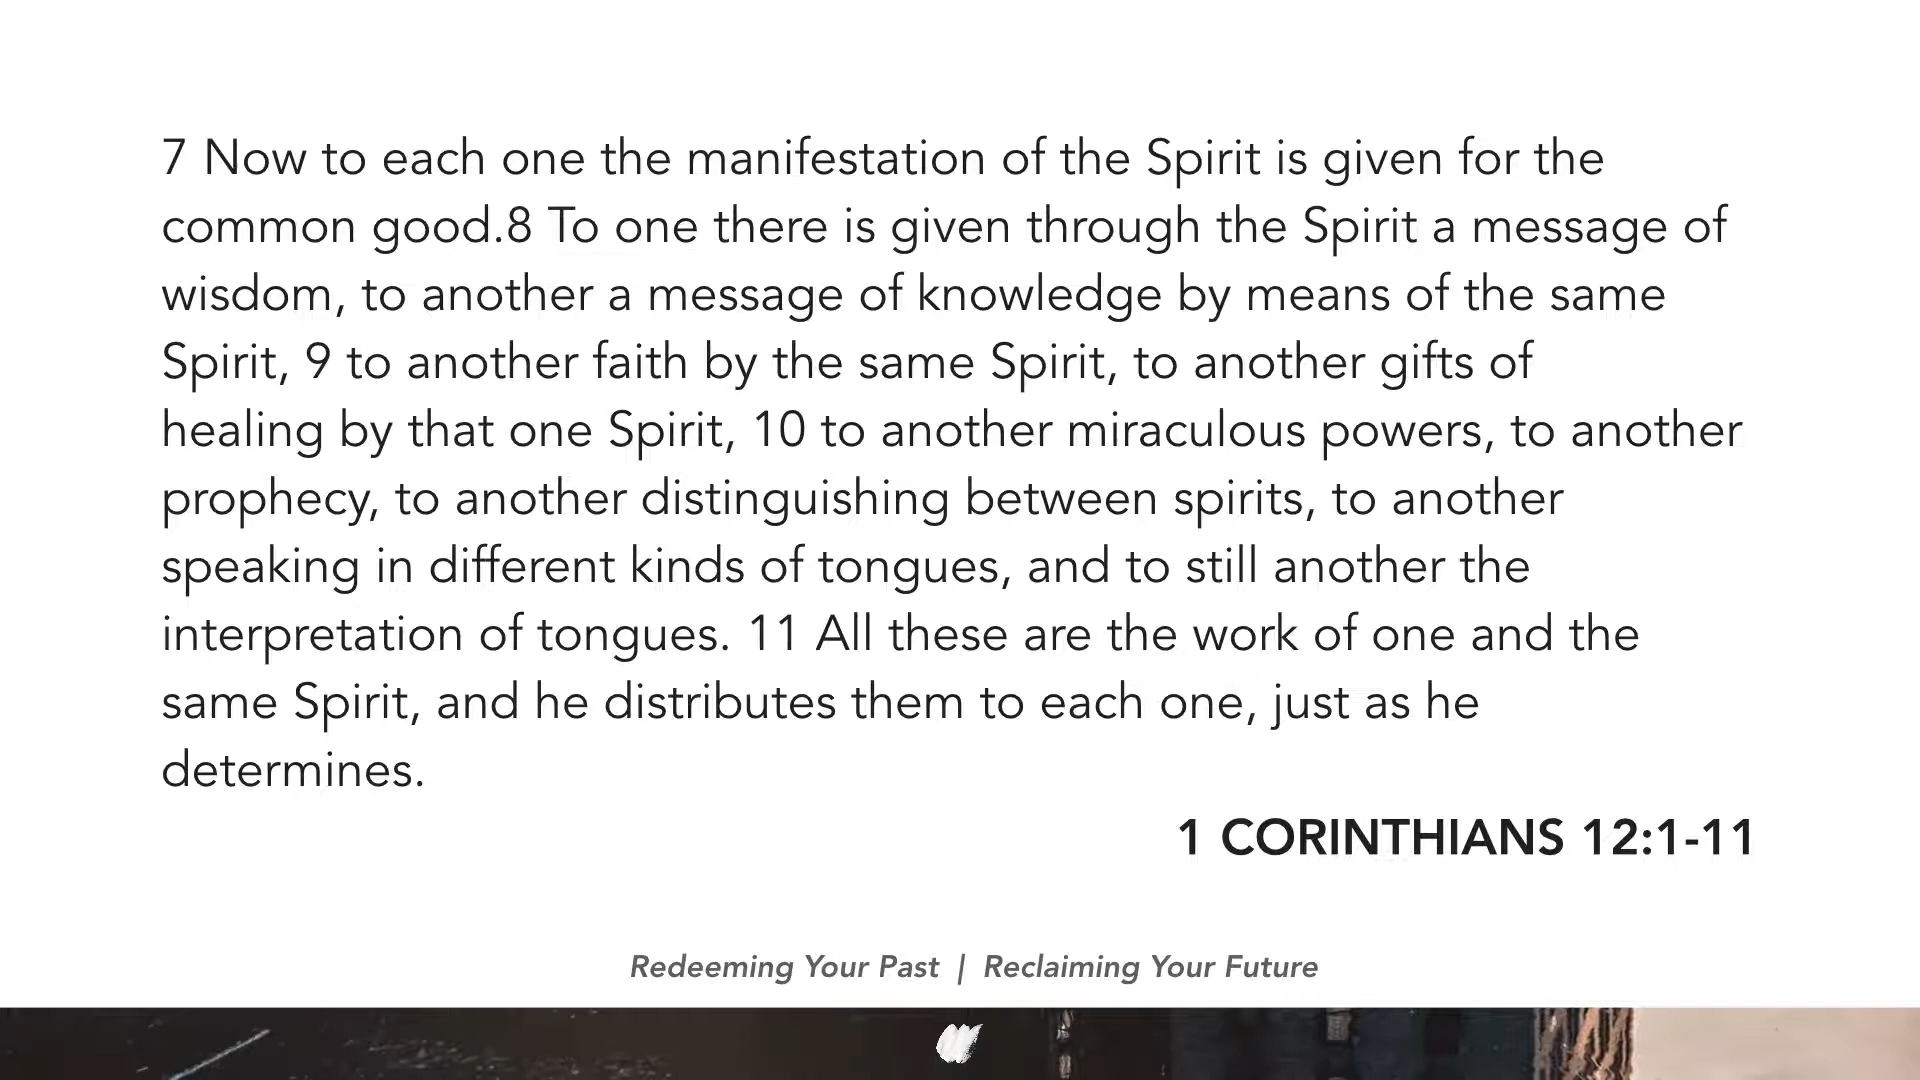 7 Now to each one the manifestation of the Spirit is given for the
common good.8 To one there is given through the Spirit a message of
wisdom, to another a message of knowledge by means of the same
Spirit, 9 to another faith by the same Spirit, to another gifts of
healing by that one Spirit, 10 to another miraculous powers, to another
prophecy, to another distinguishing between spirits, to another
speaking in different kinds of tongues, and to still another the
interpretation of tongues. 11 All these are the work of one and the
same Spirit, and he distributes them to each one, just as he
determines.
1 CORINTHIANS 12:1-11
Redeeming Your Past | Reclaiming Your Future